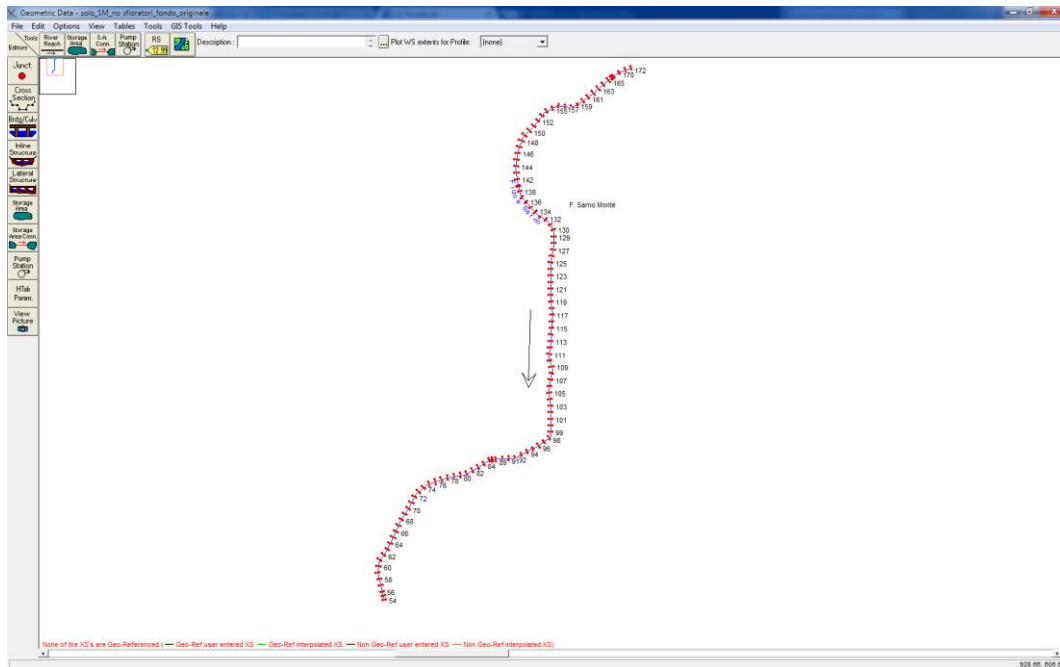 Geometric Data - solo_SM_no sfioratori_fondo_originale
File Edit Options View Tables Tools GIS Tools Help
Tools
Editors
River Reach
Storage Area
S.A. Conn.
Pump Station
RS
Description :
...
Plot WS extents for Profile:
(none)
Junct.
Cross Section
Brdg/Culv
Inline Structure
Lateral Structure
Storage Area
Storage Area Conn.
Pump Station
HTab Param.
View Picture
172
170
165
163
161
159
157
155
152
150
148
146
144
142
138
136
134
132
F. Sarno Monte
130
129
127
125
123
121
119
117
115
113
111
109
107
105
103
101
99
98
96
94
92
91
89
84
82
80
78
76
74
72
70
68
66
64
62
60
58
56
54
None of the XS's are Geo-Referenced ( — Geo-Ref user entered XS — Geo-Ref interpolated XS — Non Geo-Ref user entered XS — Non Geo-Ref interpolated XS)